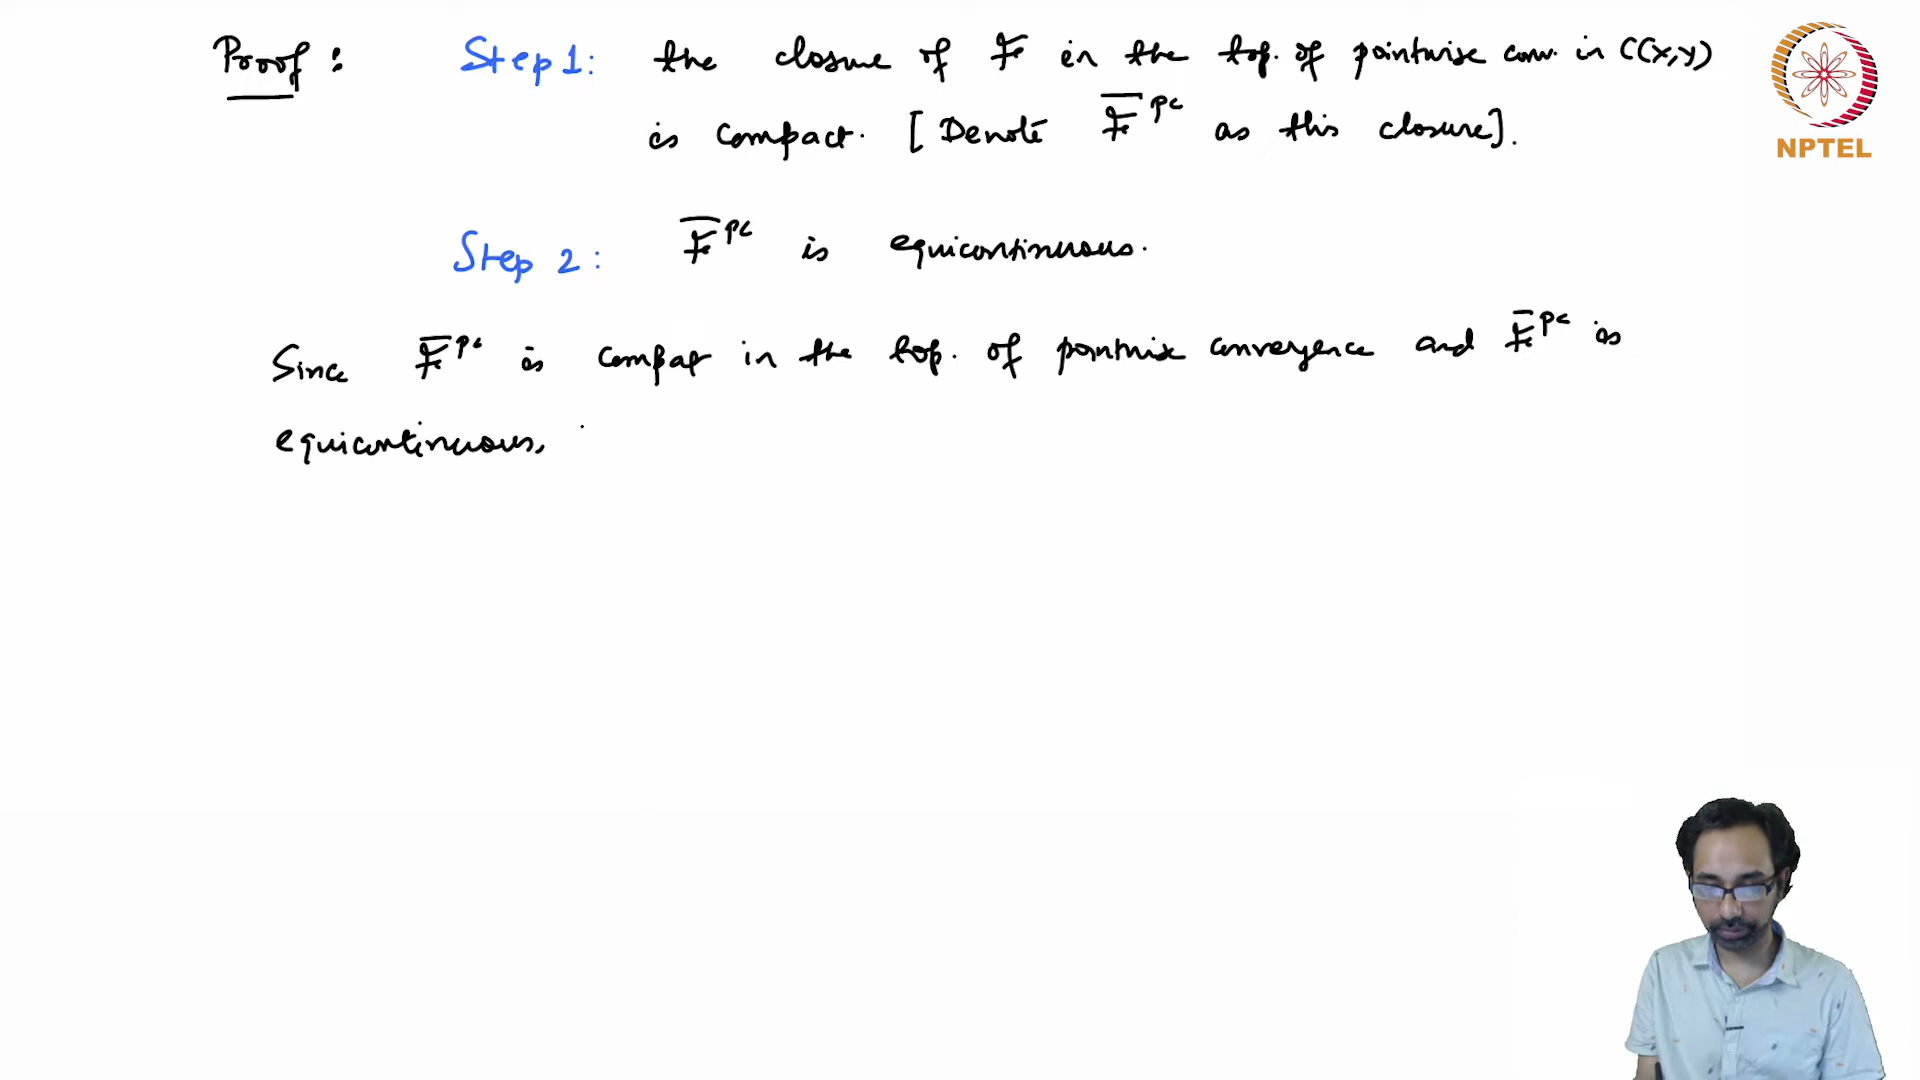 Proof : Step 1: the closure of F in the top. of pointwise conv. in C(X,Y)
is compact. [Denote F̅ᵖᶜ as this closure].
NPTEL
Step 2: F̅ᵖᶜ is equicontinuous.
Since F̅ᵖᶜ is compact in the top. of pointwise convergence and F̅ᵖᶜ is
equicontinuous,